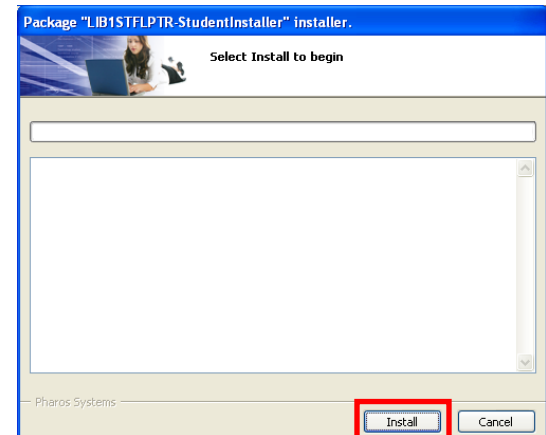 Package "LIB1STFLPTR-StudentInstaller" installer.
Select Install to begin
Pharos Systems
Install
Cancel